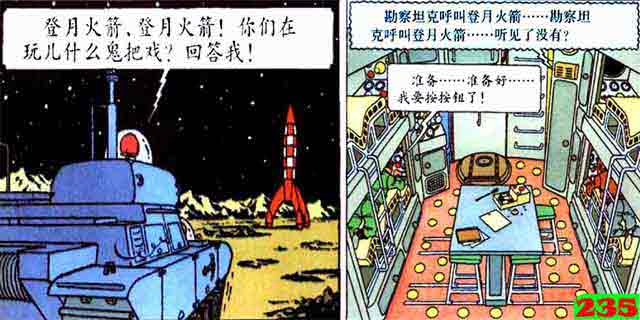 登月火箭、登月火箭！你们在
玩儿什么鬼把戏？回答我！
勘察坦克呼叫登月火箭……勘察坦
克呼叫登月火箭……听见了没有？
准备……准备好……
我要按按钮了！
235